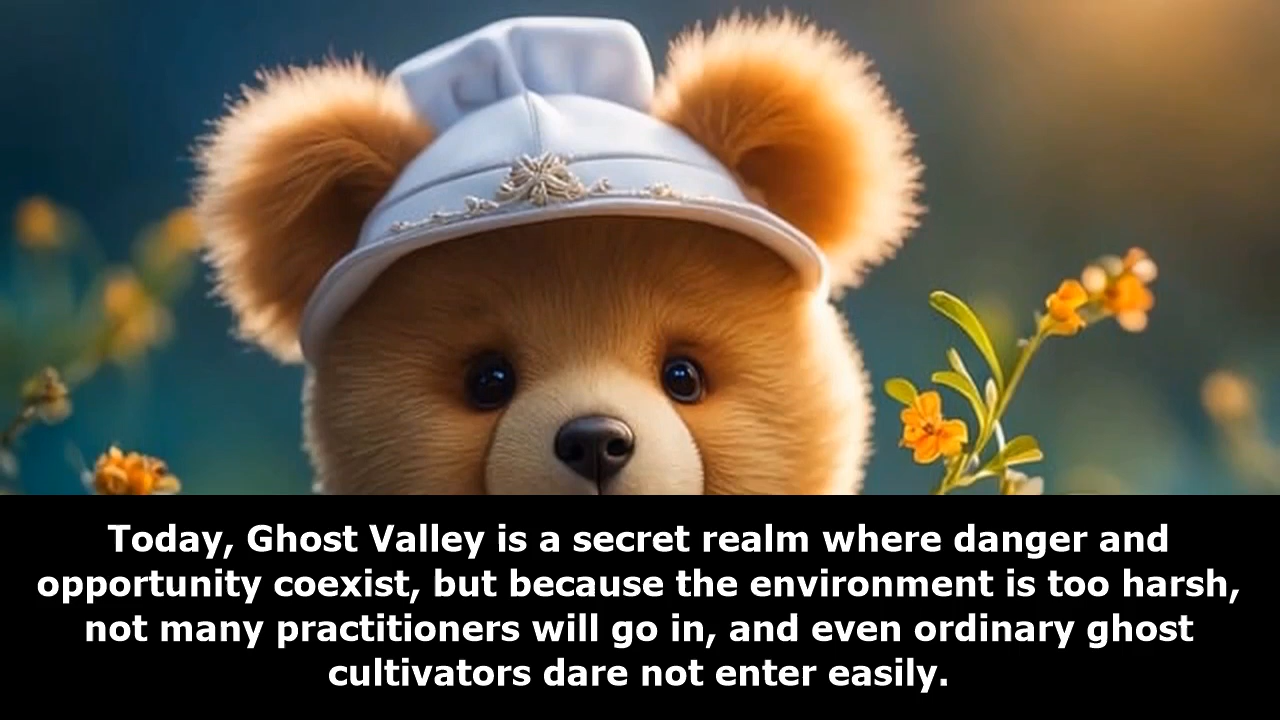 Today, Ghost Valley is a secret realm where danger and
opportunity coexist, but because the environment is too harsh,
not many practitioners will go in, and even ordinary ghost
cultivators dare not enter easily.